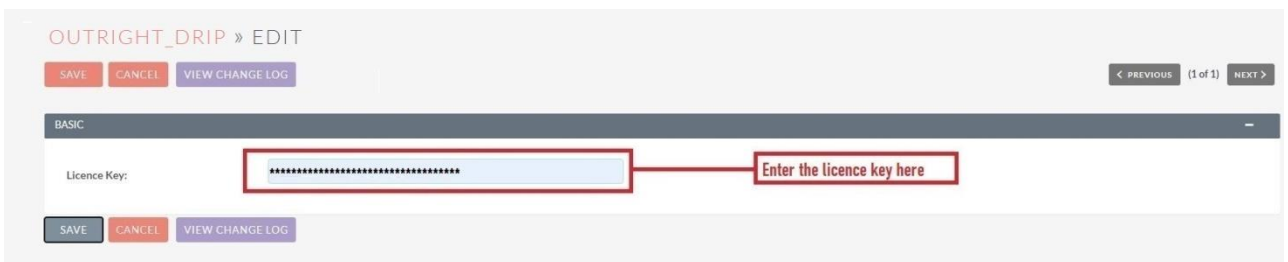 OUTRIGHT_DRIP » EDIT
SAVE CANCEL VIEW CHANGE LOG
< PREVIOUS (1 of 1) NEXT >
BASIC –
Licence Key: *********************************** Enter the licence key here
SAVE CANCEL VIEW CHANGE LOG